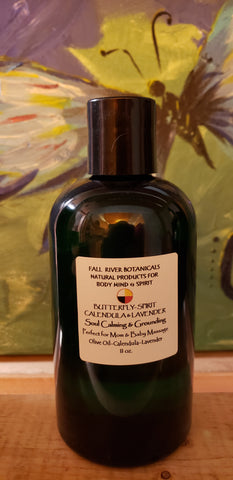 FALL RIVER BOTANICALS
NATURAL PRODUCTS FOR
BODY MIND & SPIRIT
BUTTERFLY-SPIRIT
CALENDULA & LAVENDER
Soul Calming & Grounding
Perfect for Mom & Baby Massage
Olive Oil-Calendula-Lavender
11 oz.